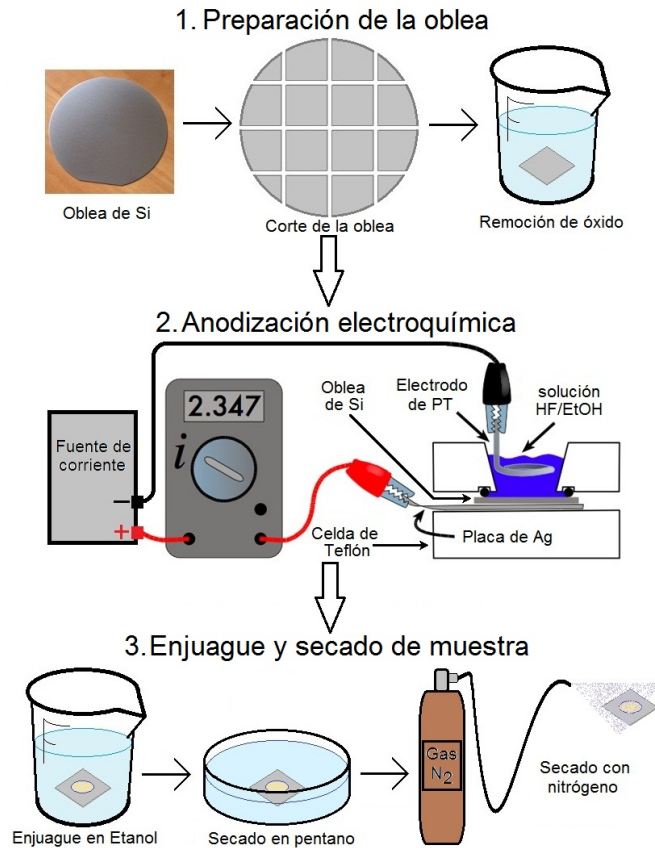 1. Preparación de la oblea
Oblea de Si
Corte de la oblea
Remoción de óxido
2. Anodización electroquímica
Fuente de
corriente
−
+
2.347
i
Oblea
de Si
Electrodo
de PT
solución
HF/EtOH
Celda de
Teflón
Placa de Ag
3. Enjuague y secado de muestra
Enjuague en Etanol
Secado en pentano
Gas
N2
Secado con
nitrógeno